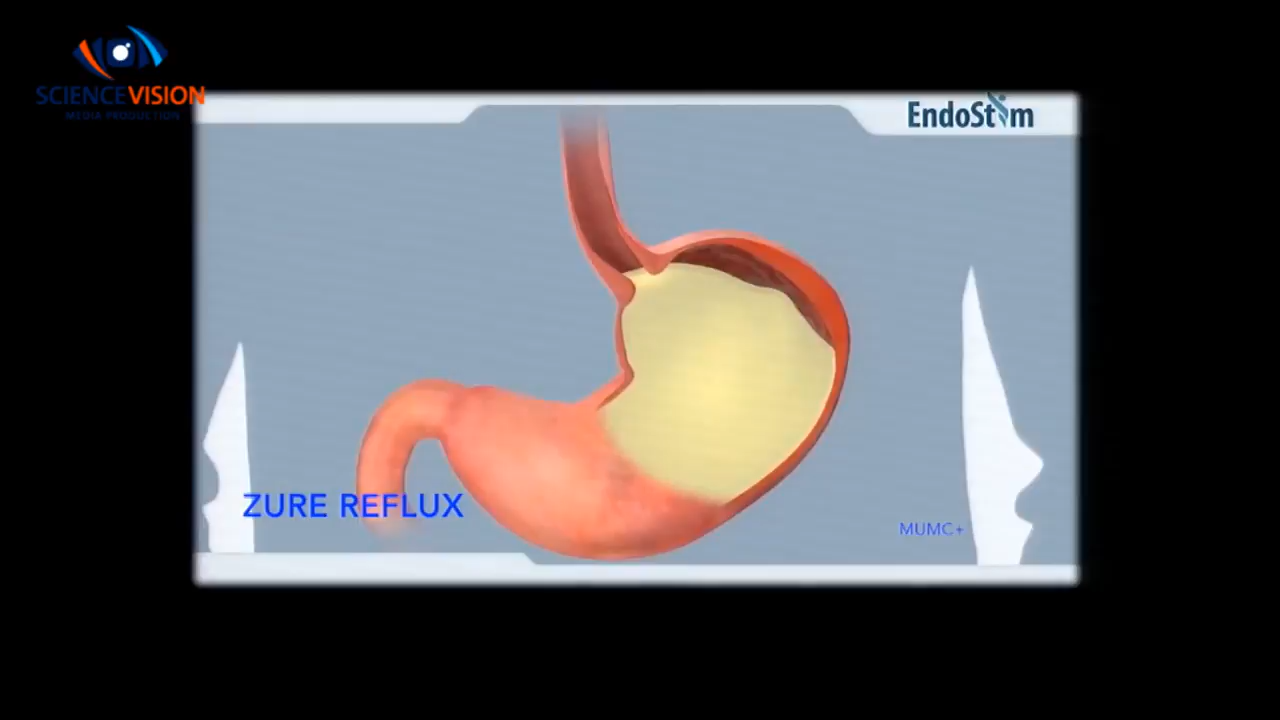 SCIENCEVISION
MEDIA PRODUCTION
EndoStim
ZURE REFLUX
MUMC+